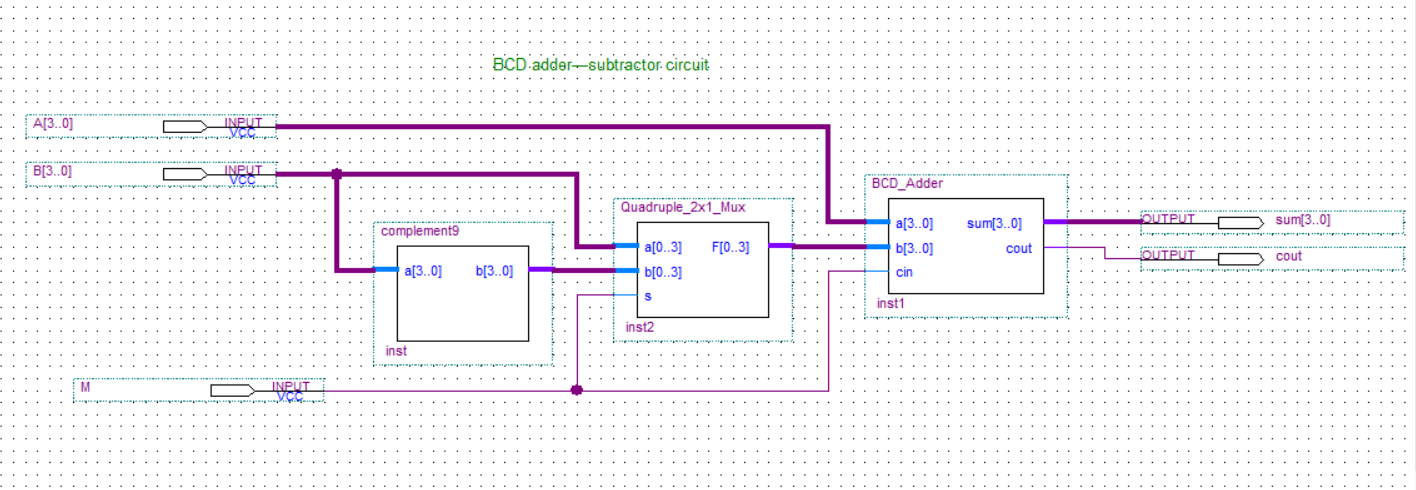 BCD adder—subtractor circuit
A[3..0] INPUT
VCC
B[3..0] INPUT
VCC
BCD_Adder
Quadruple_2x1_Mux
a[3..0] sum[3..0] OUTPUT sum[3..0]
complement9
a[0..3] F[0..3] b[3..0] cout OUTPUT cout
a[3..0] b[3..0] b[0..3] cin
s
inst1
inst2
inst
M INPUT
VCC